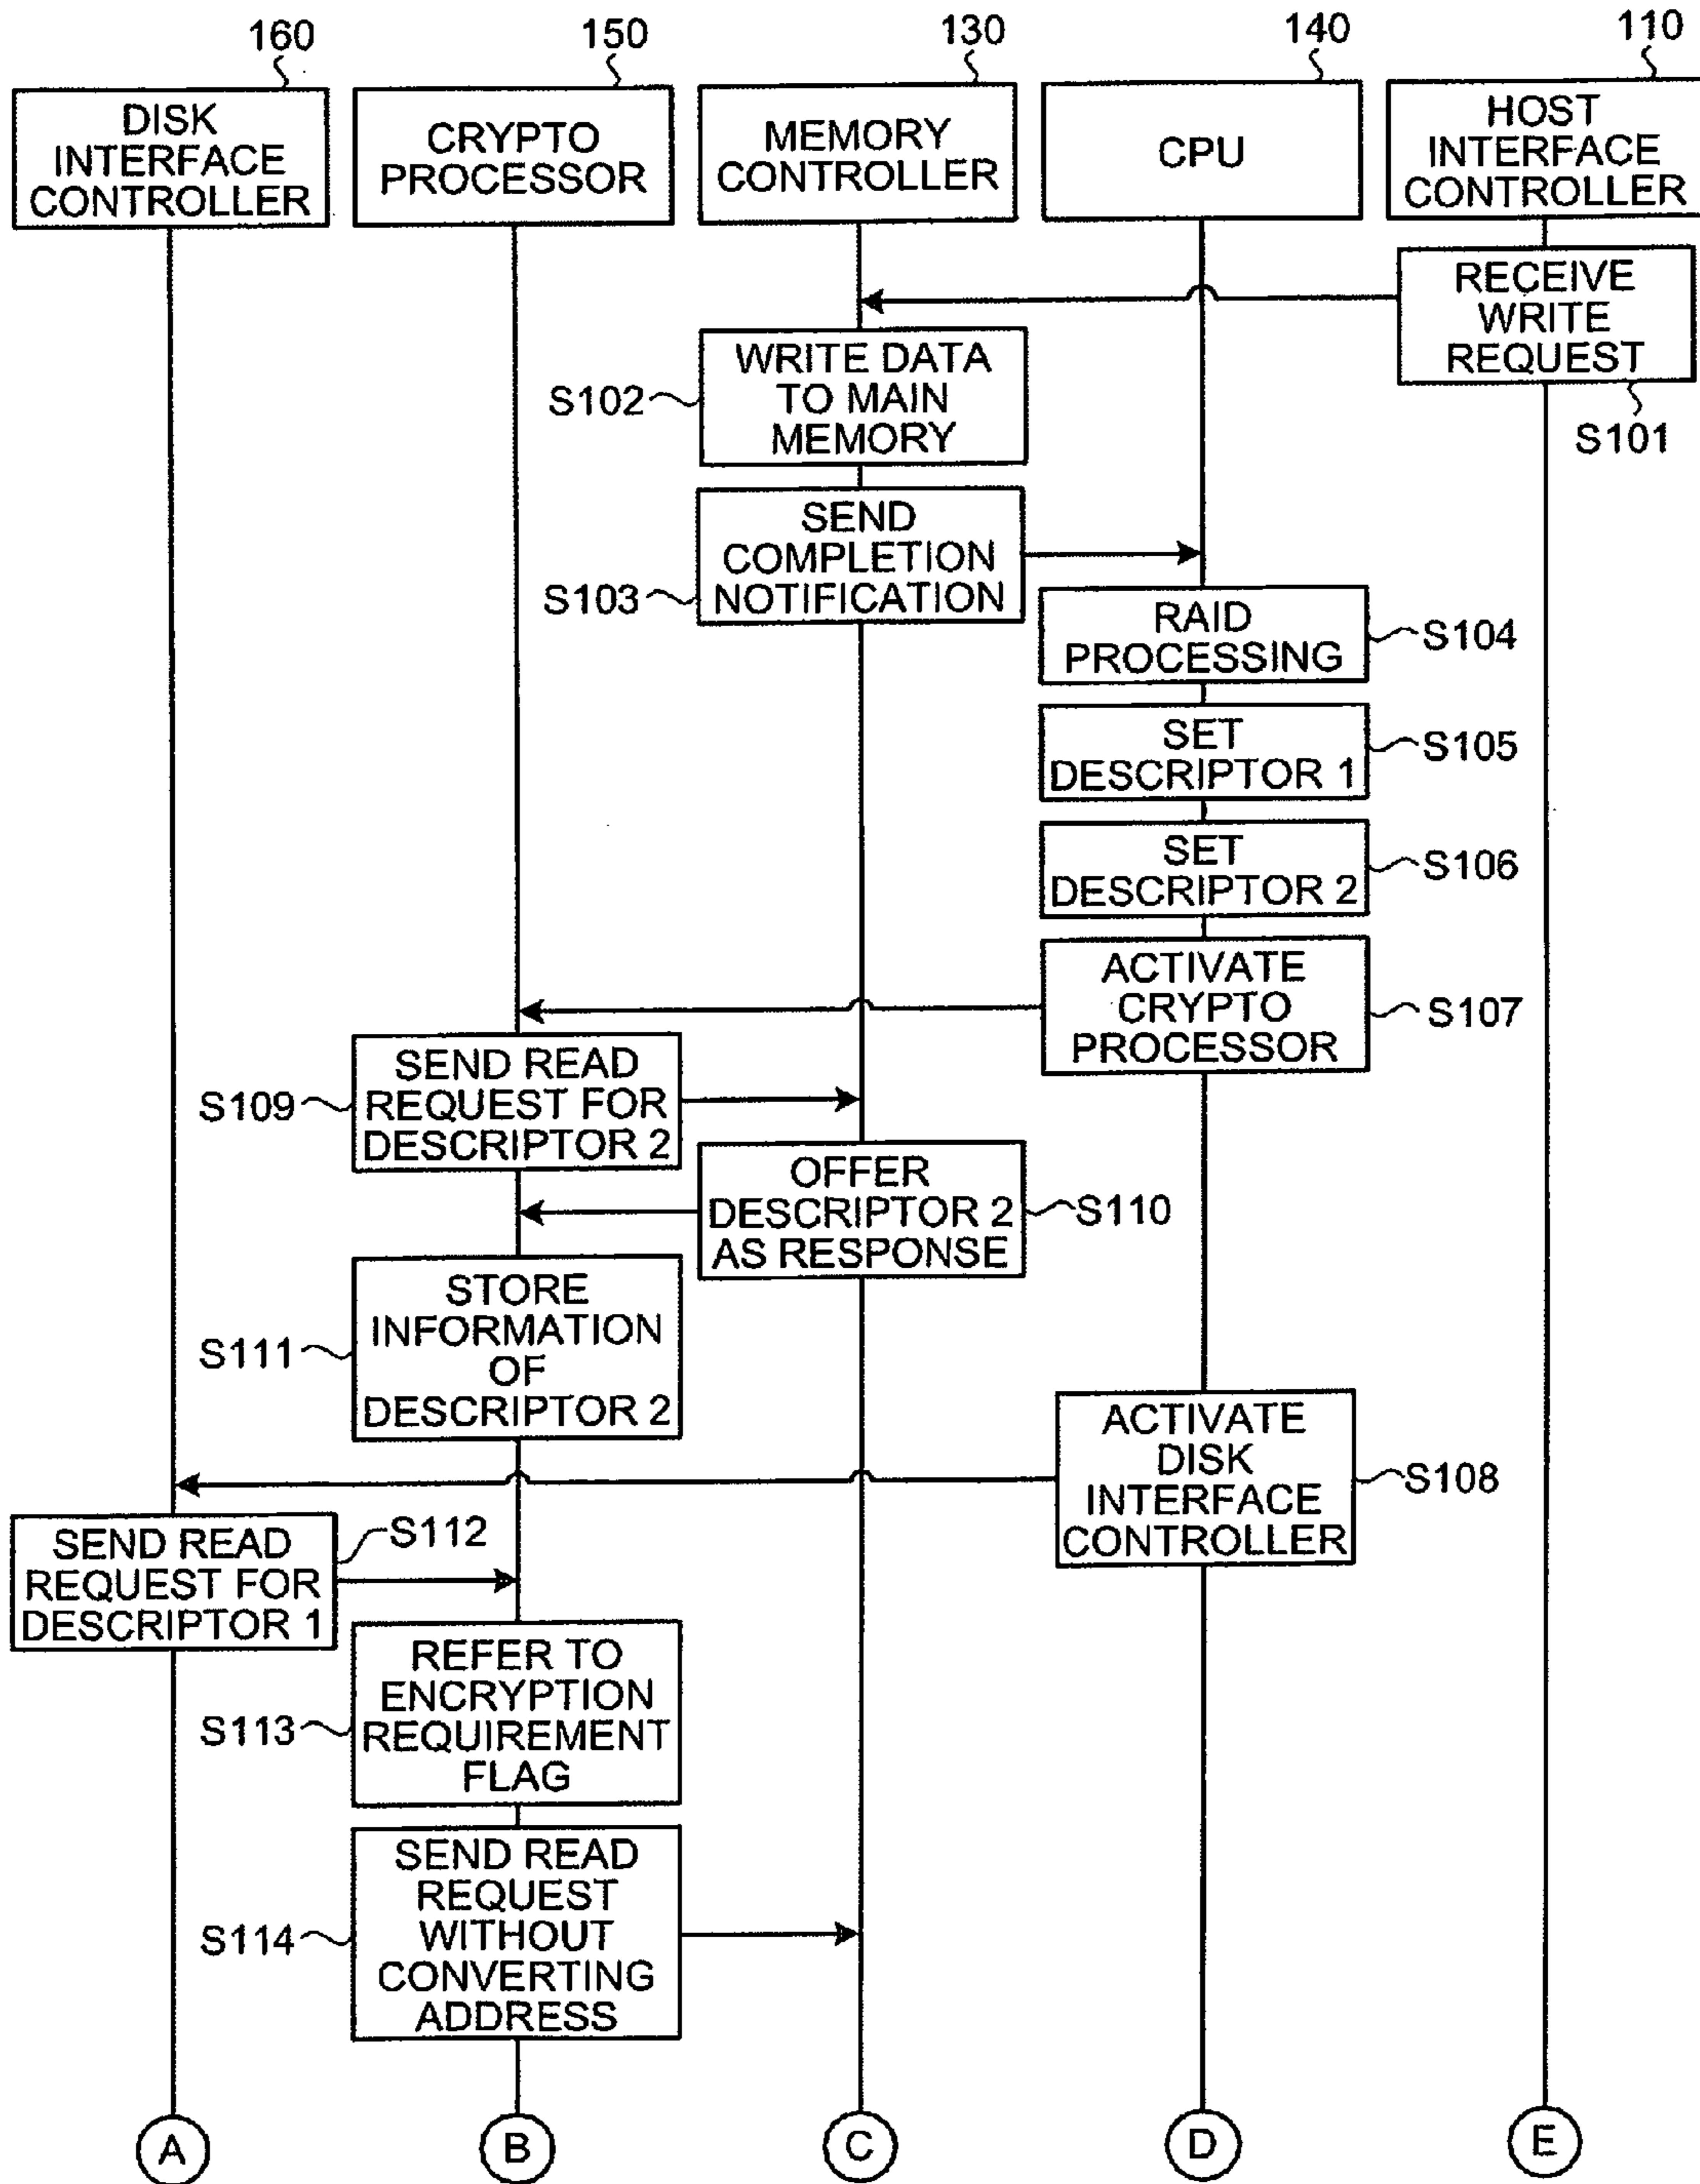 160
150
130
140
110
DISK
INTERFACE
CONTROLLER
CRYPTO
PROCESSOR
MEMORY
CONTROLLER
CPU
HOST
INTERFACE
CONTROLLER
RECEIVE
WRITE
REQUEST
S101
WRITE DATA
TO MAIN
MEMORY
S102
SEND
COMPLETION
NOTIFICATION
S103
RAID
PROCESSING
S104
SET
DESCRIPTOR 1
S105
SET
DESCRIPTOR 2
S106
ACTIVATE
CRYPTO
PROCESSOR
S107
SEND READ
REQUEST FOR
DESCRIPTOR 2
S109
OFFER
DESCRIPTOR 2
AS RESPONSE
S110
STORE
INFORMATION
OF
DESCRIPTOR 2
S111
ACTIVATE
DISK
INTERFACE
CONTROLLER
S108
SEND READ
REQUEST FOR
DESCRIPTOR 1
S112
REFER TO
ENCRYPTION
REQUIREMENT
FLAG
S113
SEND READ
REQUEST
WITHOUT
CONVERTING
ADDRESS
S114
A
B
C
D
E